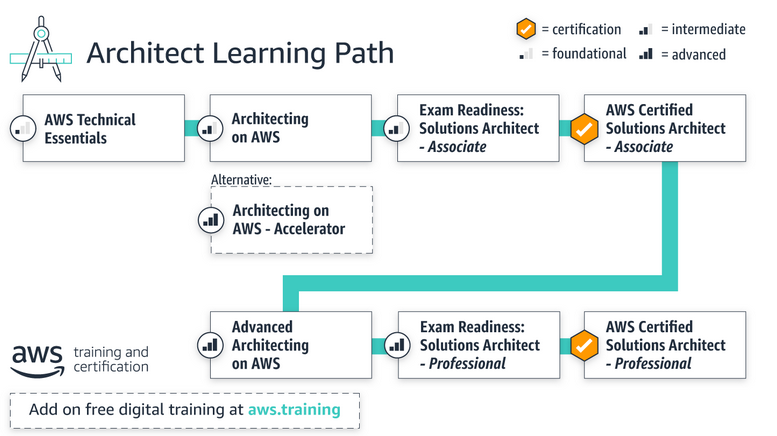 Architect Learning Path
= certification
= intermediate
= foundational
= advanced
AWS Technical
Essentials
Architecting
on AWS
Exam Readiness:
Solutions Architect
- Associate
AWS Certified
Solutions Architect
- Associate
Alternative:
Architecting on
AWS - Accelerator
Advanced
Architecting
on AWS
Exam Readiness:
Solutions Architect
- Professional
AWS Certified
Solutions Architect
- Professional
aws
training and
certification
Add on free digital training at aws.training